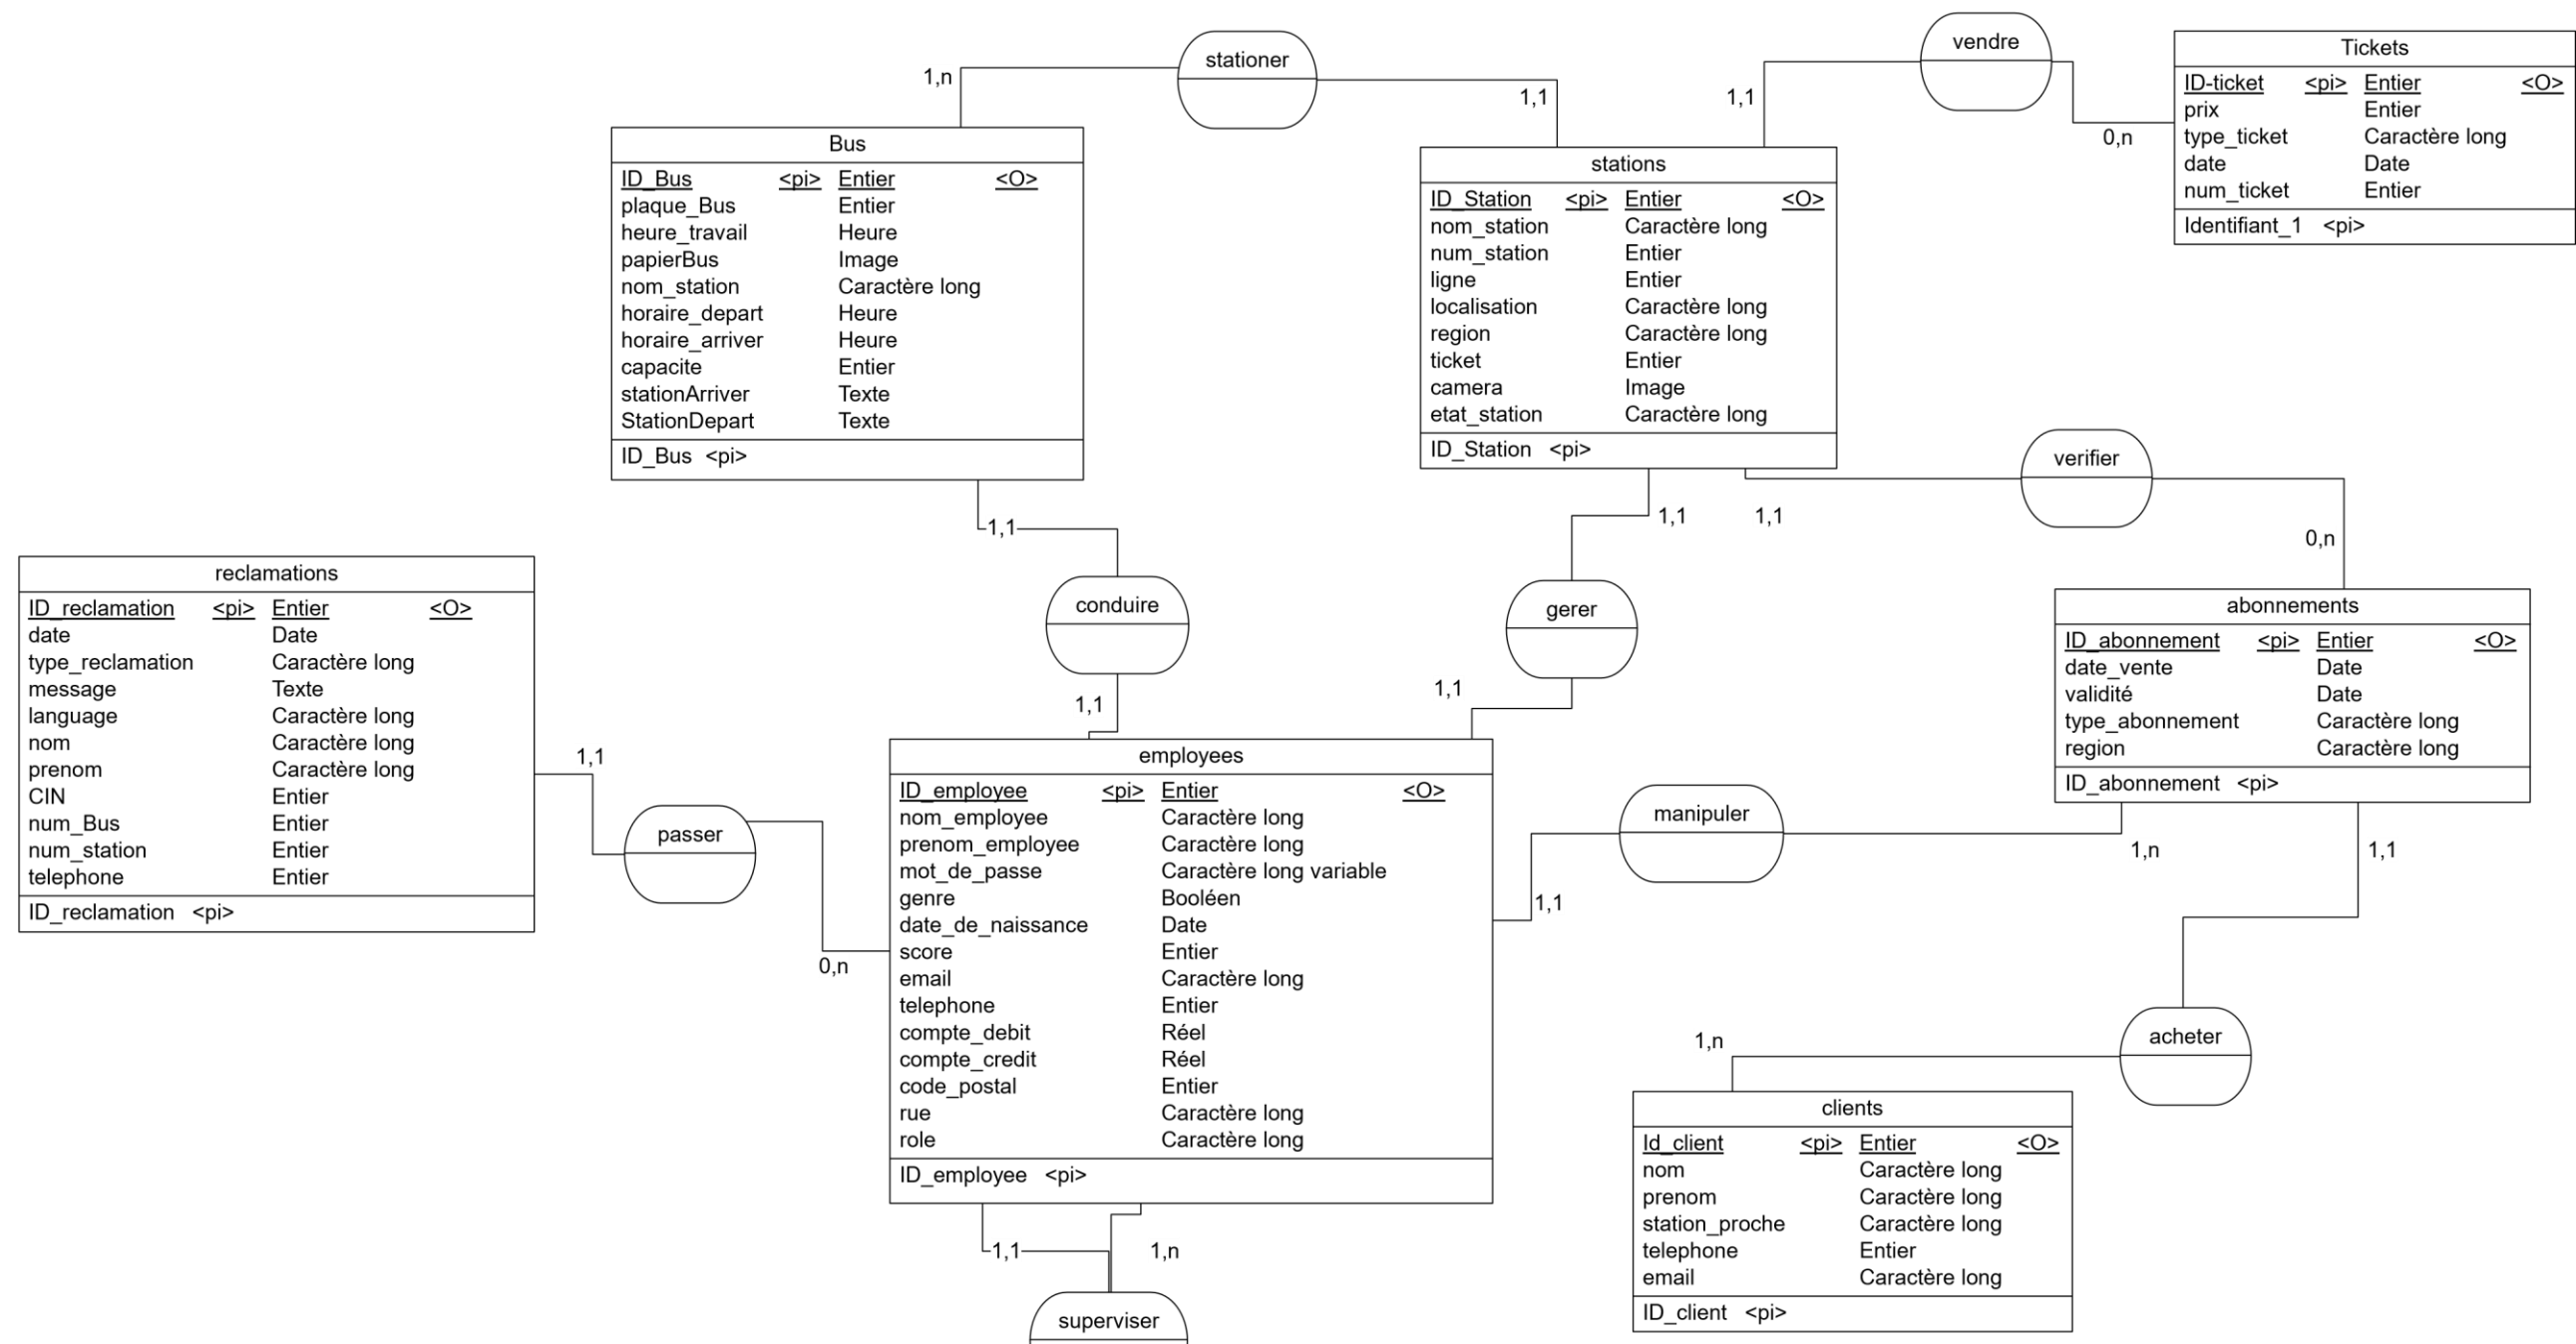 stationer
1,n
1,1
vendre
1,1
0,n
Tickets
ID-ticket <pi> Entier <O>
prix Entier
type_ticket Caractère long
date Date
num_ticket Entier
Identifiant_1 <pi>
Bus
ID_Bus <pi> Entier <O>
plaque_Bus Entier
heure_travail Heure
papierBus Image
nom_station Caractère long
horaire_depart Heure
horaire_arriver Heure
capacite Entier
stationArriver Texte
StationDepart Texte
ID_Bus <pi>
stations
ID_Station <pi> Entier <O>
nom_station Caractère long
num_station Entier
ligne Entier
localisation Caractère long
region Caractère long
ticket Entier
camera Image
etat_station Caractère long
ID_Station <pi>
verifier
1,1
0,n
1,1
conduire
1,1
1,1
gerer
1,1
reclamations
ID_reclamation <pi> Entier <O>
date Date
type_reclamation Caractère long
message Texte
language Caractère long
nom Caractère long
prenom Caractère long
CIN Entier
num_Bus Entier
num_station Entier
telephone Entier
ID_reclamation <pi>
1,1
passer
0,n
abonnements
ID_abonnement <pi> Entier <O>
date_vente Date
validité Date
type_abonnement Caractère long
region Caractère long
ID_abonnement <pi>
employees
ID_employee <pi> Entier <O>
nom_employee Caractère long
prenom_employee Caractère long
mot_de_passe Caractère long variable
genre Booléen
date_de_naissance Date
score Entier
email Caractère long
telephone Entier
compte_debit Réel
compte_credit Réel
code_postal Entier
rue Caractère long
role Caractère long
ID_employee <pi>
manipuler
1,n
1,1
1,1
acheter
1,n
clients
Id_client <pi> Entier <O>
nom Caractère long
prenom Caractère long
station_proche Caractère long
telephone Entier
email Caractère long
ID_client <pi>
1,1
1,n
superviser